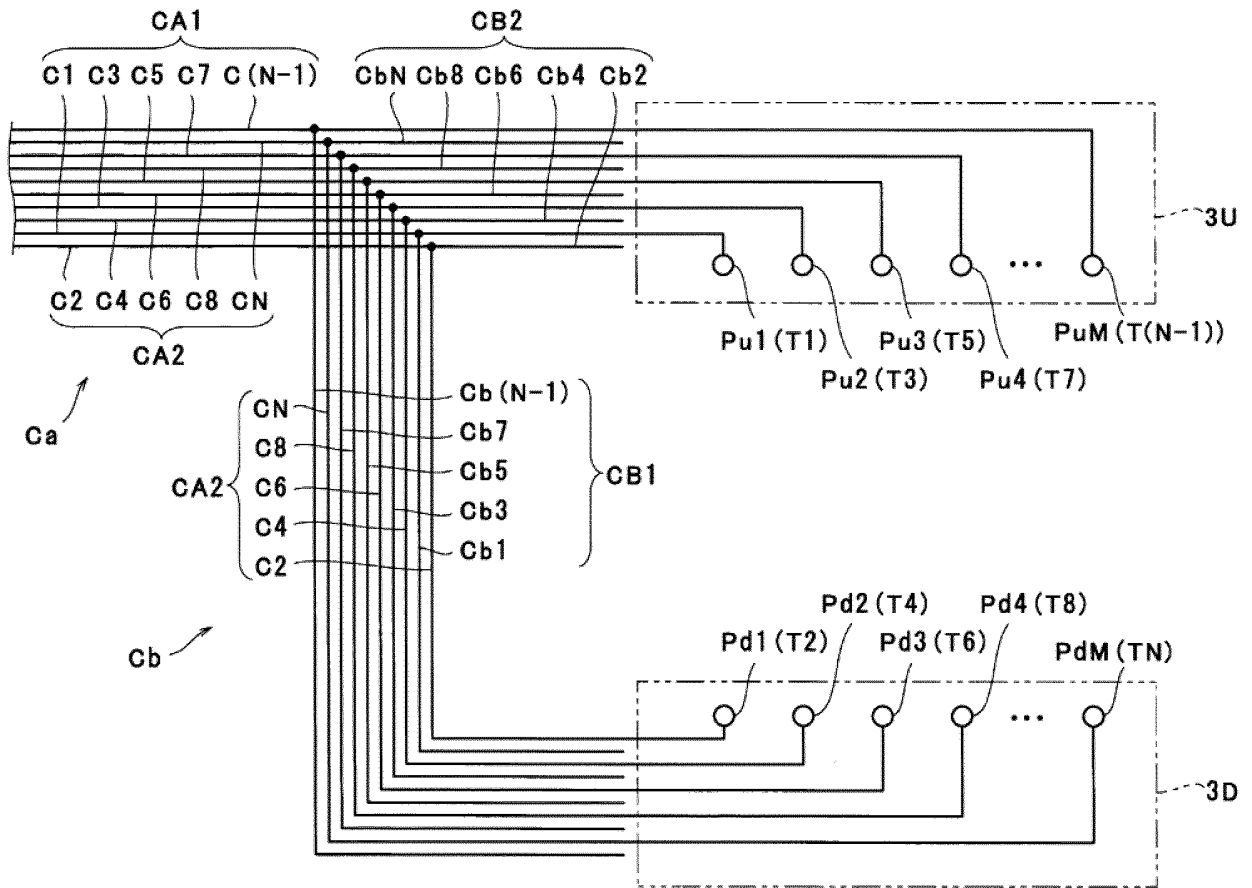 CA1 CB2
C1 C3 C5 C7 C(N-1) CbN Cb8 Cb6 Cb4 Cb2
3U
C2 C4 C6 C8 CN
CA2
Pu1(T1) Pu3(T5) PuM(T(N-1))
Pu2(T3) Pu4(T7)
Ca
CN Cb(N-1)
C8 Cb7
CA2 C6 Cb5 CB1
C4 Cb3
C2 Cb1
Cb
Pd2(T4) Pd4(T8)
Pd1(T2) Pd3(T6) PdM(TN)
3D